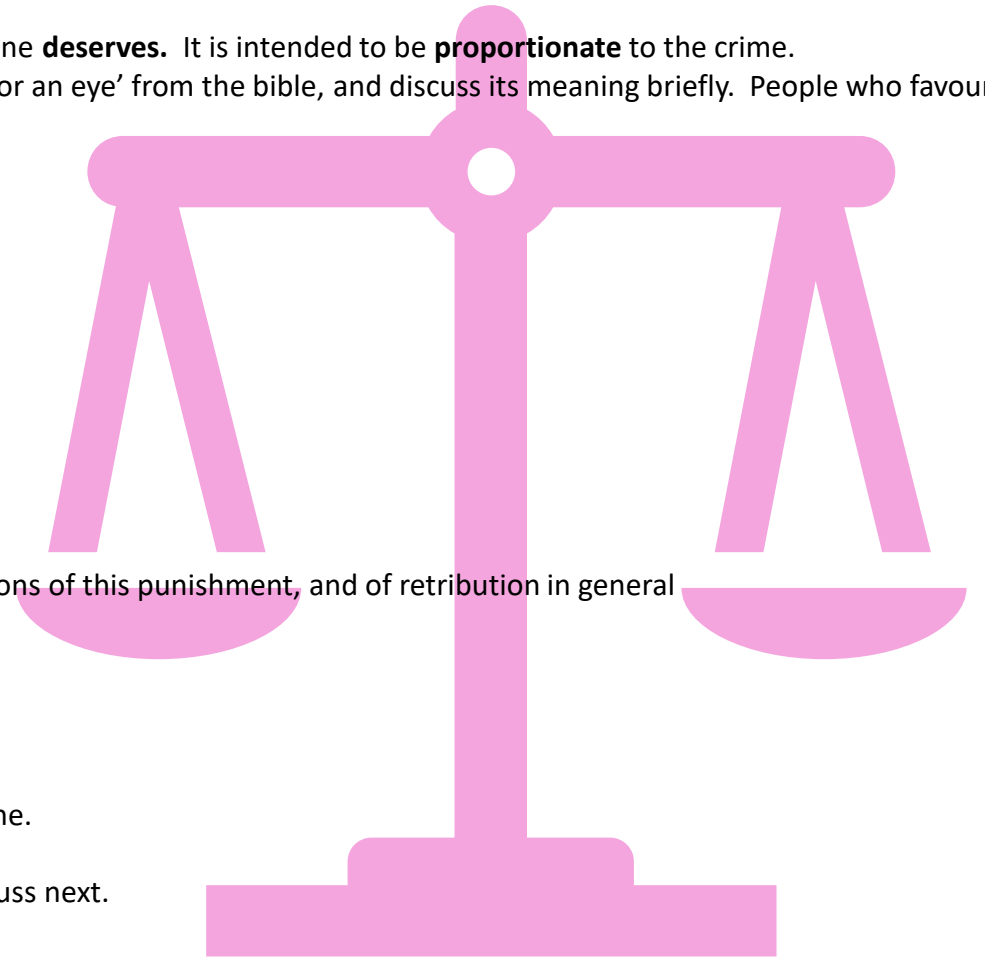 ne deserves. It is intended to be proportionate to the crime.
or an eye’ from the bible, and discuss its meaning briefly. People who favour
ons of this punishment, and of retribution in general
ne.
uss next.